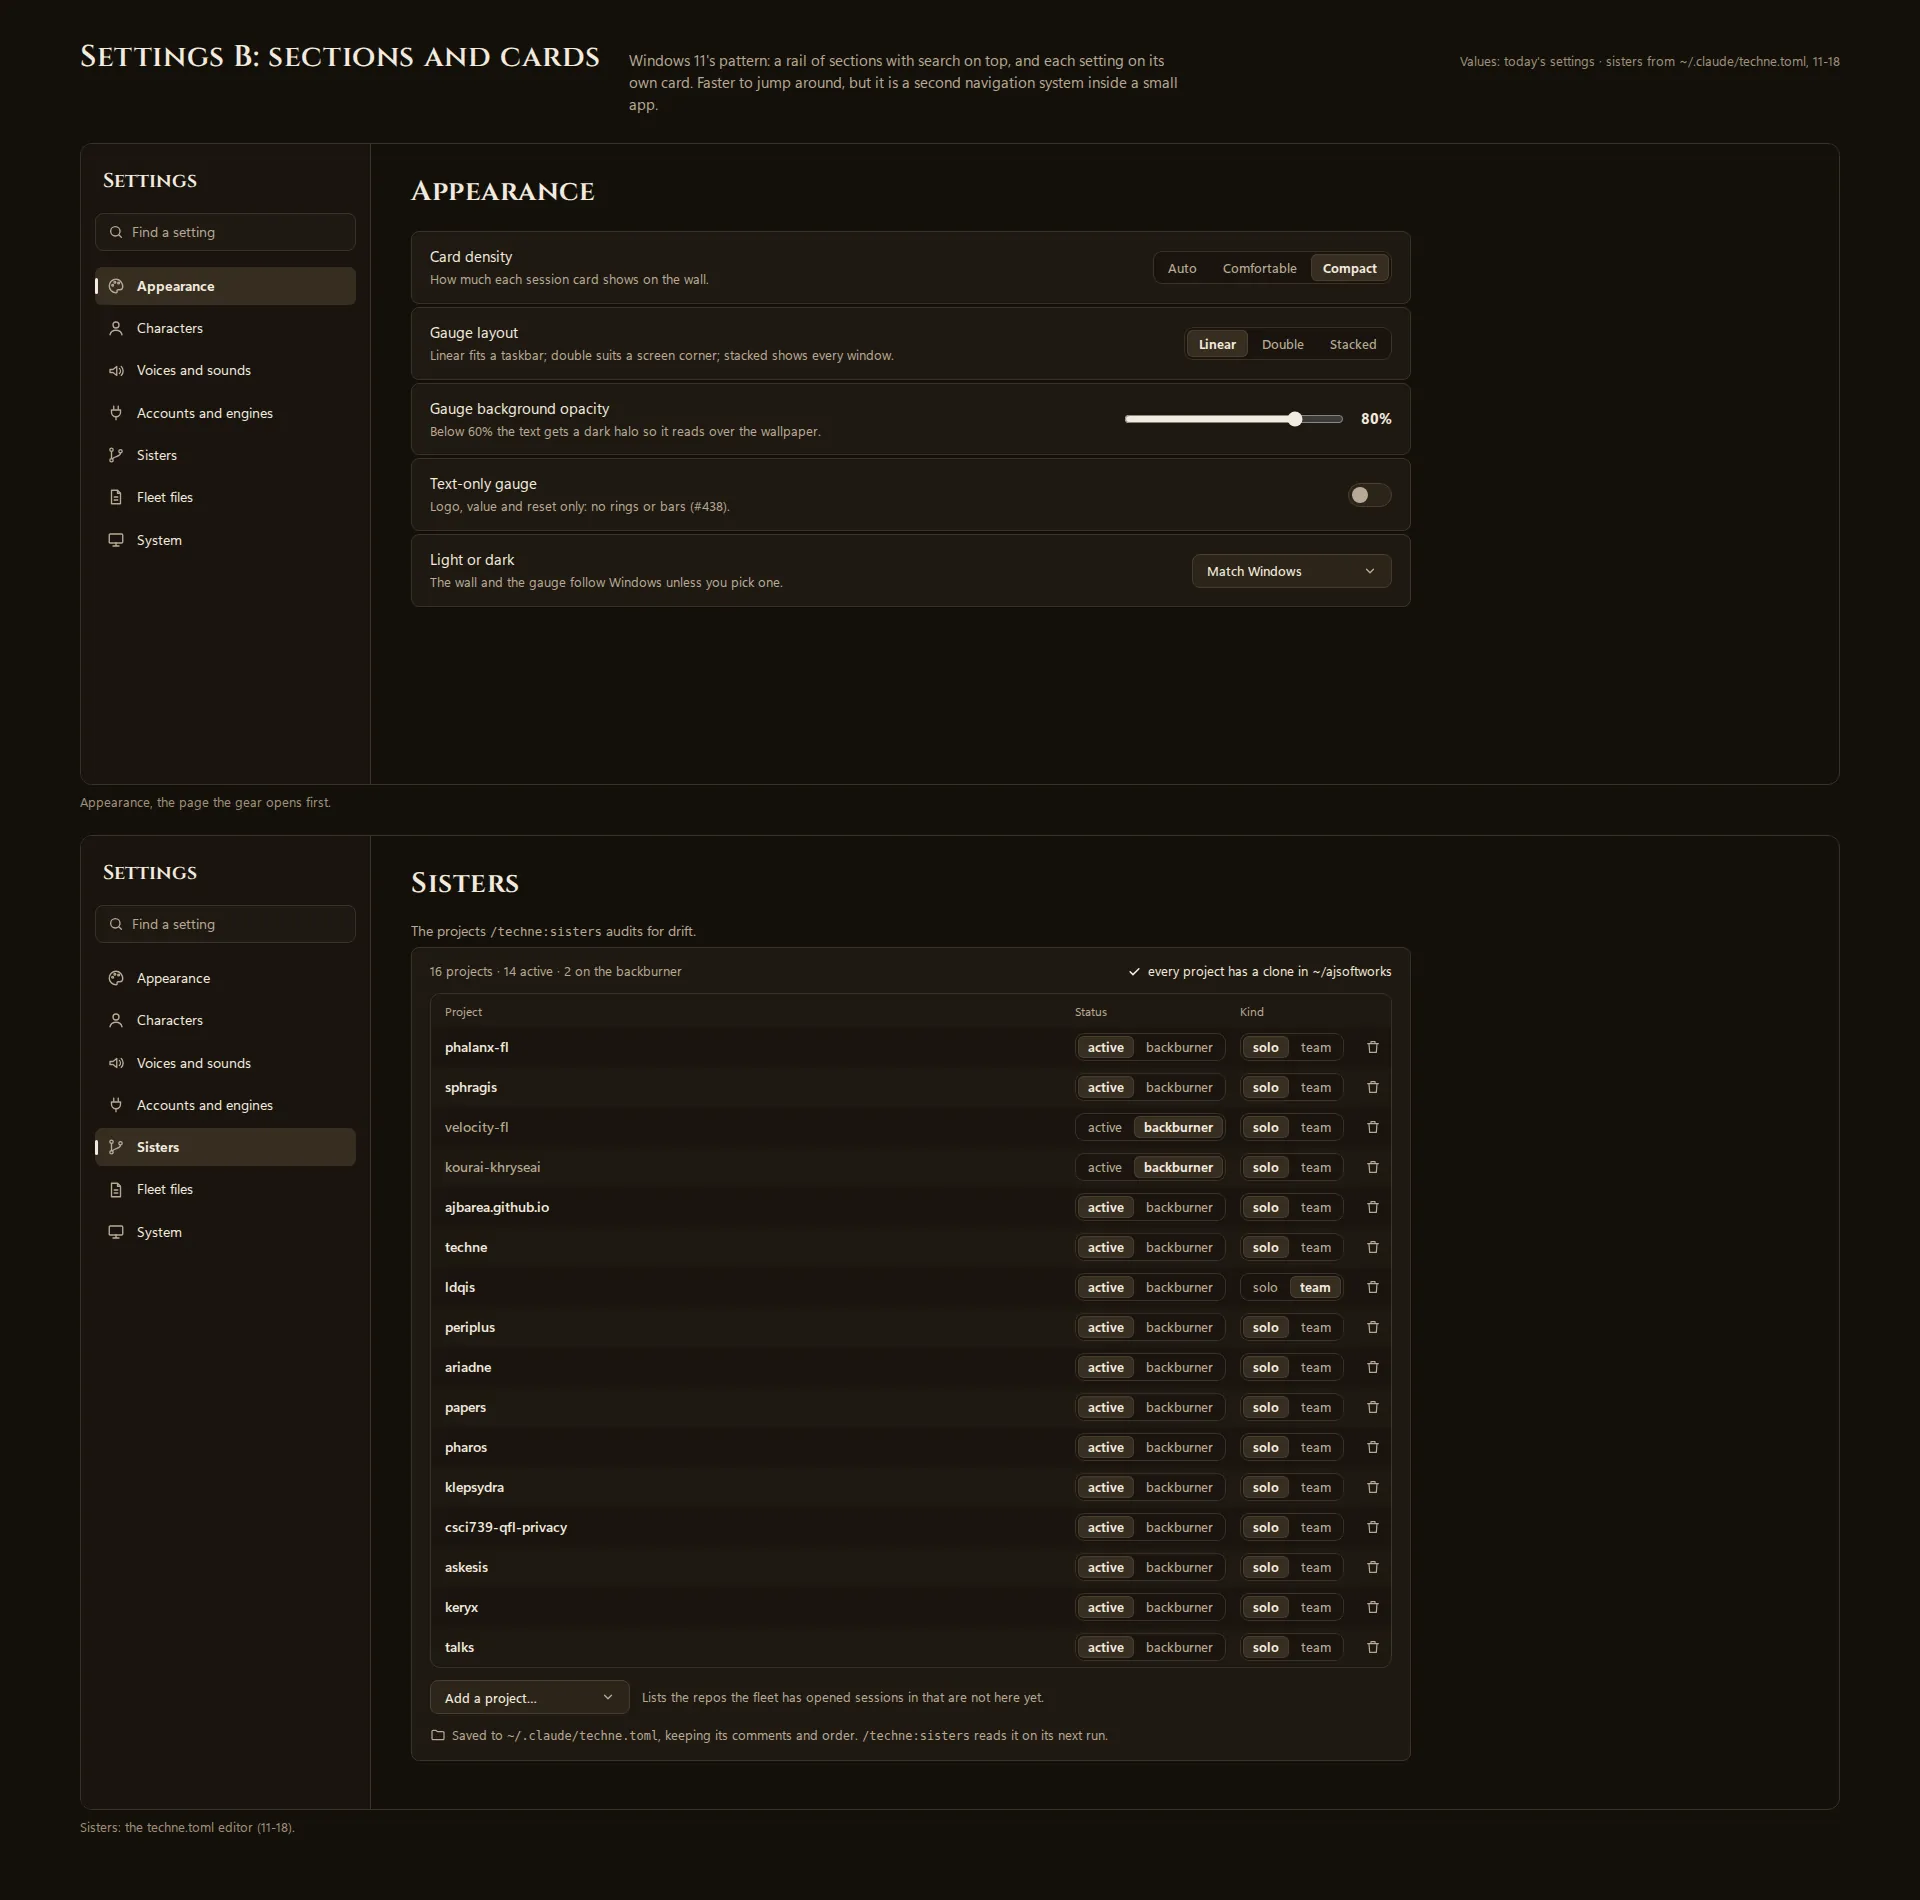 Settings B: sections and cards
Windows 11's pattern: a rail of sections with search on top, and each setting on its
own card. Faster to jump around, but it is a second navigation system inside a small
app.
Values: today's settings · sisters from ~/.claude/techne.toml, 11-18
Settings
Find a setting
Appearance
Characters
Voices and sounds
Accounts and engines
Sisters
Fleet files
System
Appearance
Card density
How much each session card shows on the wall.
Auto Comfortable Compact
Gauge layout
Linear fits a taskbar; double suits a screen corner; stacked shows every window.
Linear Double Stacked
Gauge background opacity
Below 60% the text gets a dark halo so it reads over the wallpaper.
80%
Text-only gauge
Logo, value and reset only: no rings or bars (#438).
Light or dark
The wall and the gauge follow Windows unless you pick one.
Match Windows
Appearance, the page the gear opens first.
Settings
Find a setting
Appearance
Characters
Voices and sounds
Accounts and engines
Sisters
Fleet files
System
Sisters
The projects /techne:sisters audits for drift.
16 projects · 14 active · 2 on the backburner
every project has a clone in ~/ajsoftworks
Project Status Kind
phalanx-fl active backburner solo team
sphragis active backburner solo team
velocity-fl active backburner solo team
kourai-khryseai active backburner solo team
ajbarea.github.io active backburner solo team
techne active backburner solo team
ldqis active backburner solo team
periplus active backburner solo team
ariadne active backburner solo team
papers active backburner solo team
pharos active backburner solo team
klepsydra active backburner solo team
csci739-qfl-privacy active backburner solo team
askesis active backburner solo team
keryx active backburner solo team
talks active backburner solo team
Add a project...
Lists the repos the fleet has opened sessions in that are not here yet.
Saved to ~/.claude/techne.toml, keeping its comments and order. /techne:sisters reads it on its next run.
Sisters: the techne.toml editor (11-18).